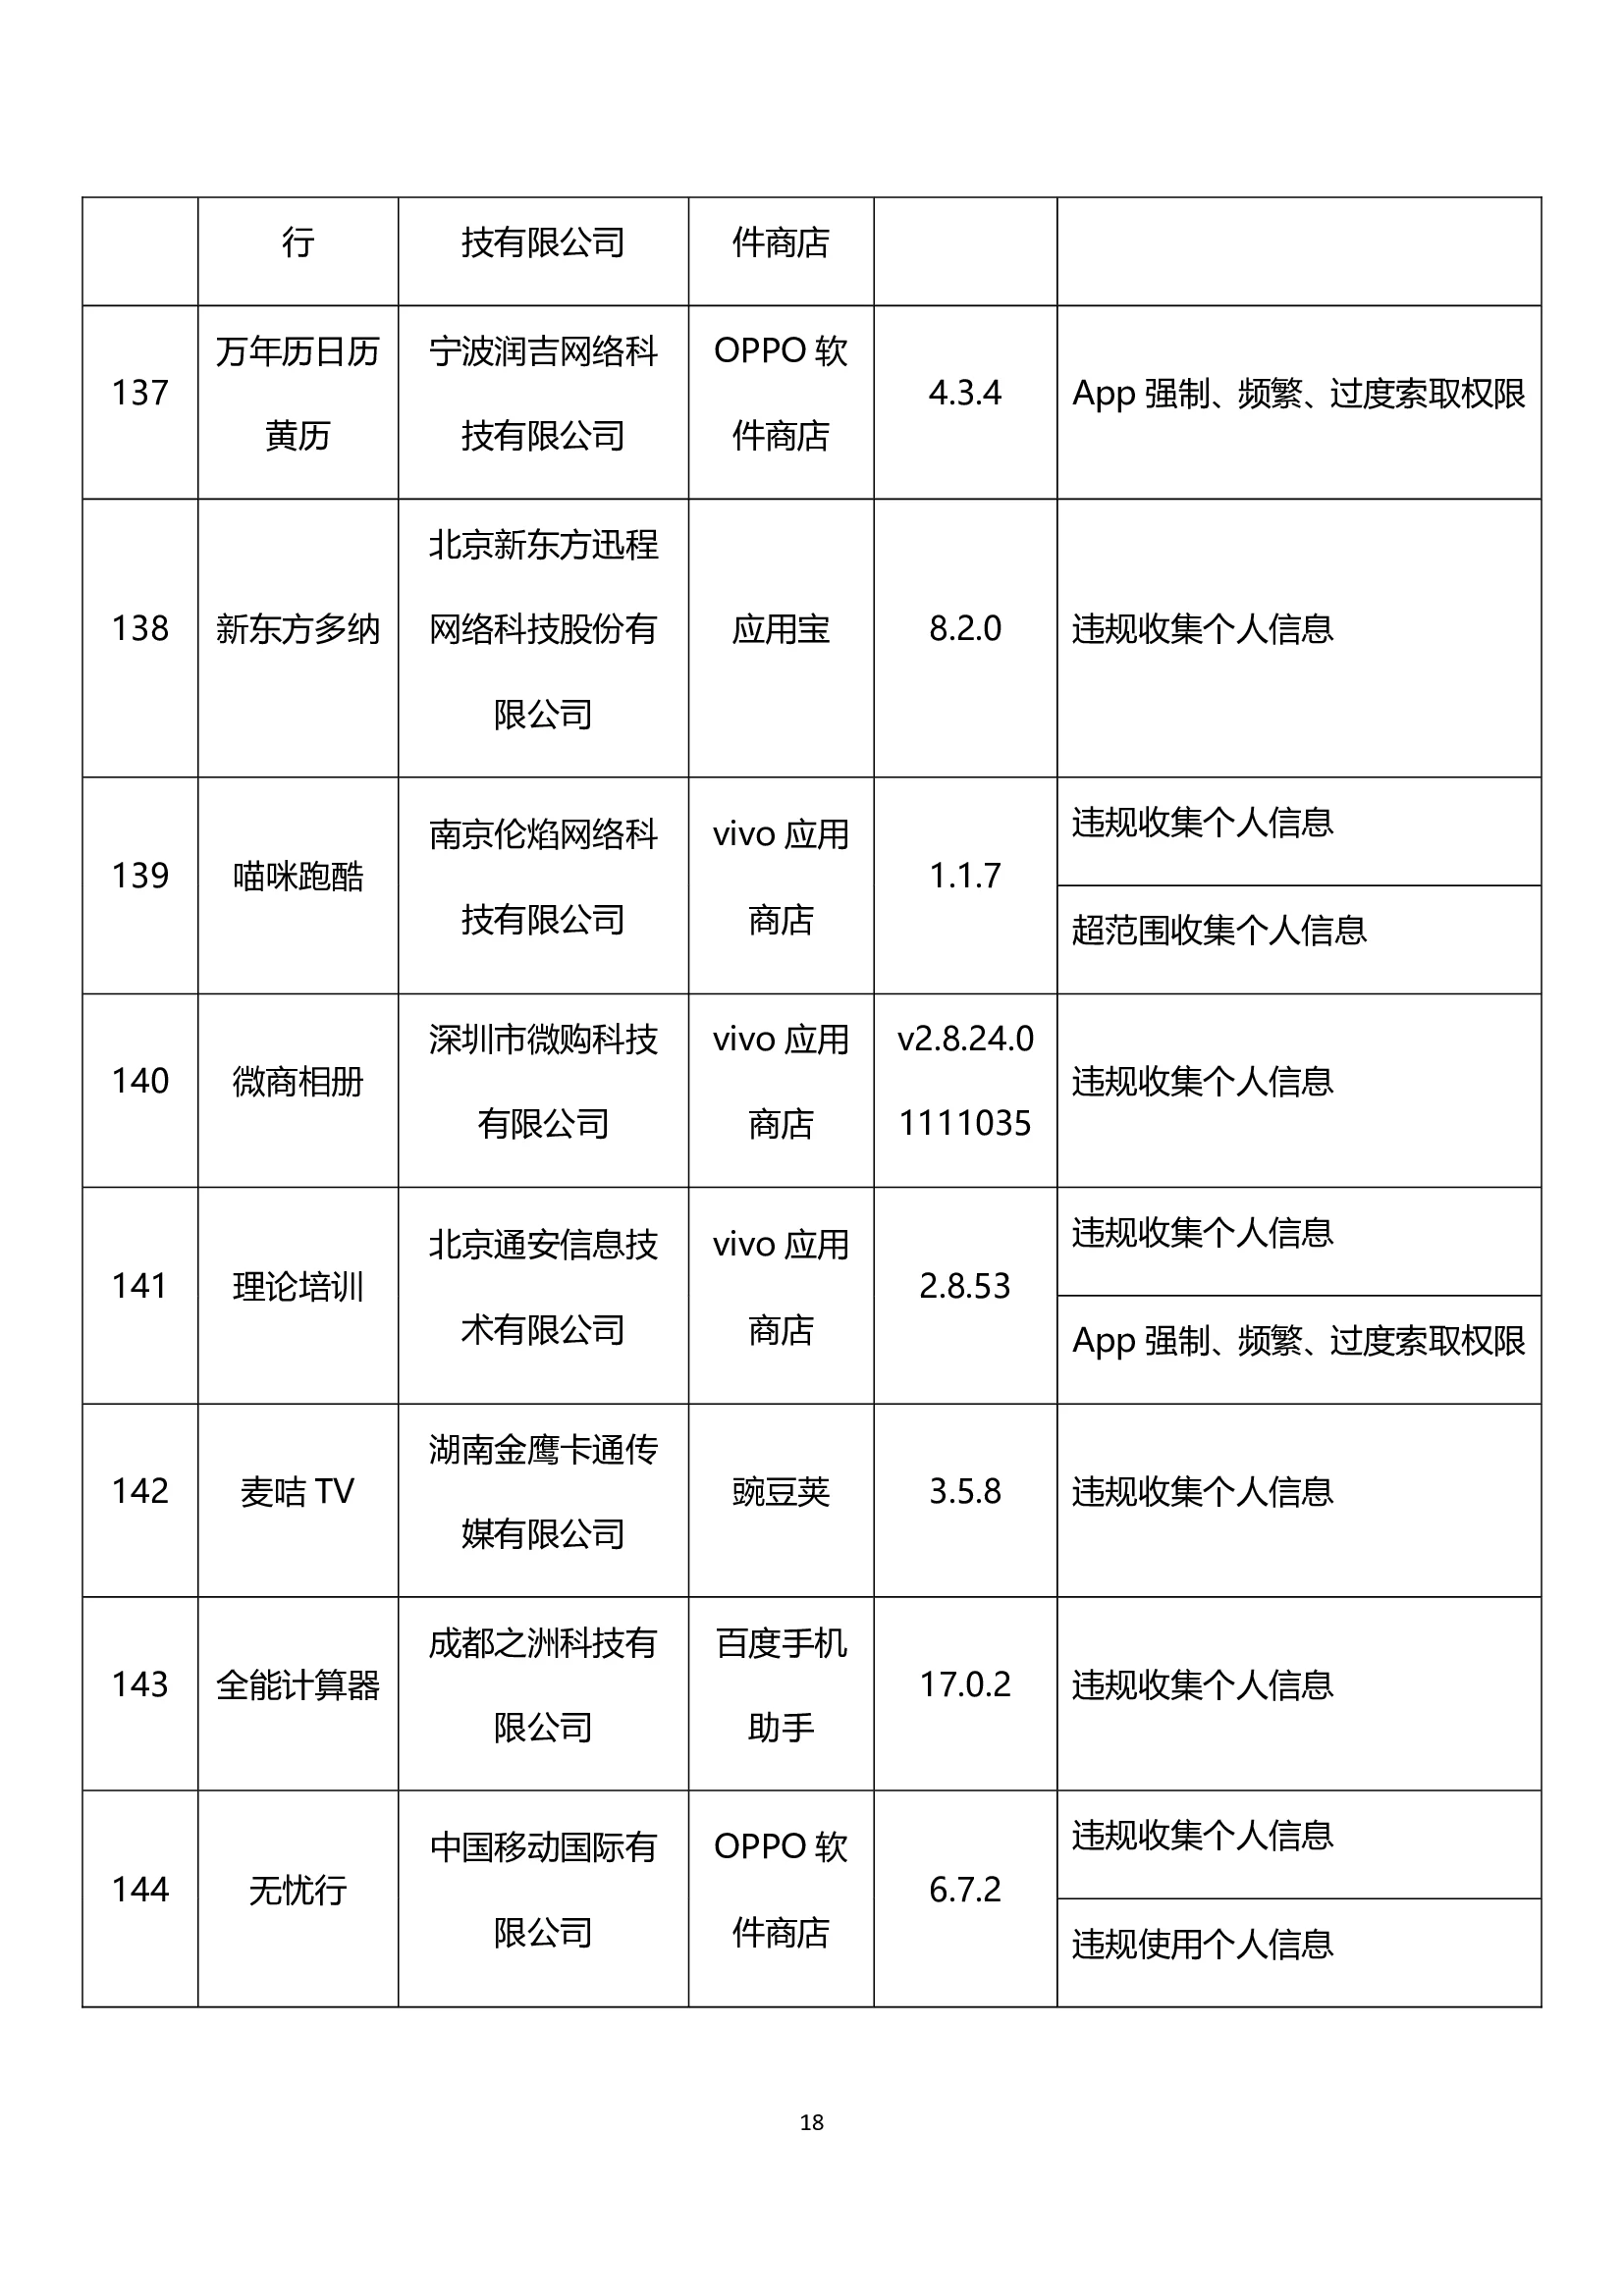 行
技有限公司
件商店
137
万年历日历
黄历
宁波润吉网络科
技有限公司
OPPO 软
件商店
4.3.4
App 强制、频繁、过度索取权限
138
新东方多纳
北京新东方迅程
网络科技股份有
限公司
应用宝
8.2.0
违规收集个人信息
139
喵咪跑酷
南京伦焰网络科
技有限公司
vivo 应用
商店
1.1.7
违规收集个人信息
超范围收集个人信息
140
微商相册
深圳市微购科技
有限公司
vivo 应用
商店
v2.8.24.0
1111035
违规收集个人信息
141
理论培训
北京通安信息技
术有限公司
vivo 应用
商店
2.8.53
违规收集个人信息
App 强制、频繁、过度索取权限
142
麦咭 TV
湖南金鹰卡通传
媒有限公司
豌豆荚
3.5.8
违规收集个人信息
143
全能计算器
成都之洲科技有
限公司
百度手机
助手
17.0.2
违规收集个人信息
144
无忧行
中国移动国际有
限公司
OPPO 软
件商店
6.7.2
违规收集个人信息
违规使用个人信息
18